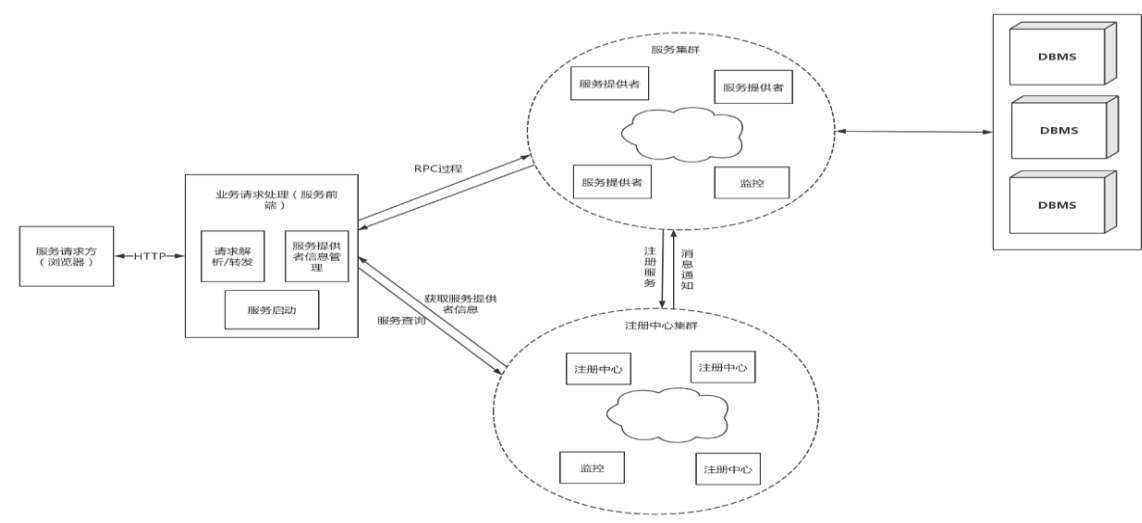 服务集群
服务提供者
服务提供者
服务提供者
监控
DBMS
DBMS
DBMS
RPC过程
业务请求处理（服务前
端）
请求解
析/转发
服务提供
者信息管
理
服务启动
服务请求方
（浏览器）
HTTP
获取服务提供
者信息
服务查询
注册服务
消息通知
注册中心集群
注册中心
注册中心
监控
注册中心